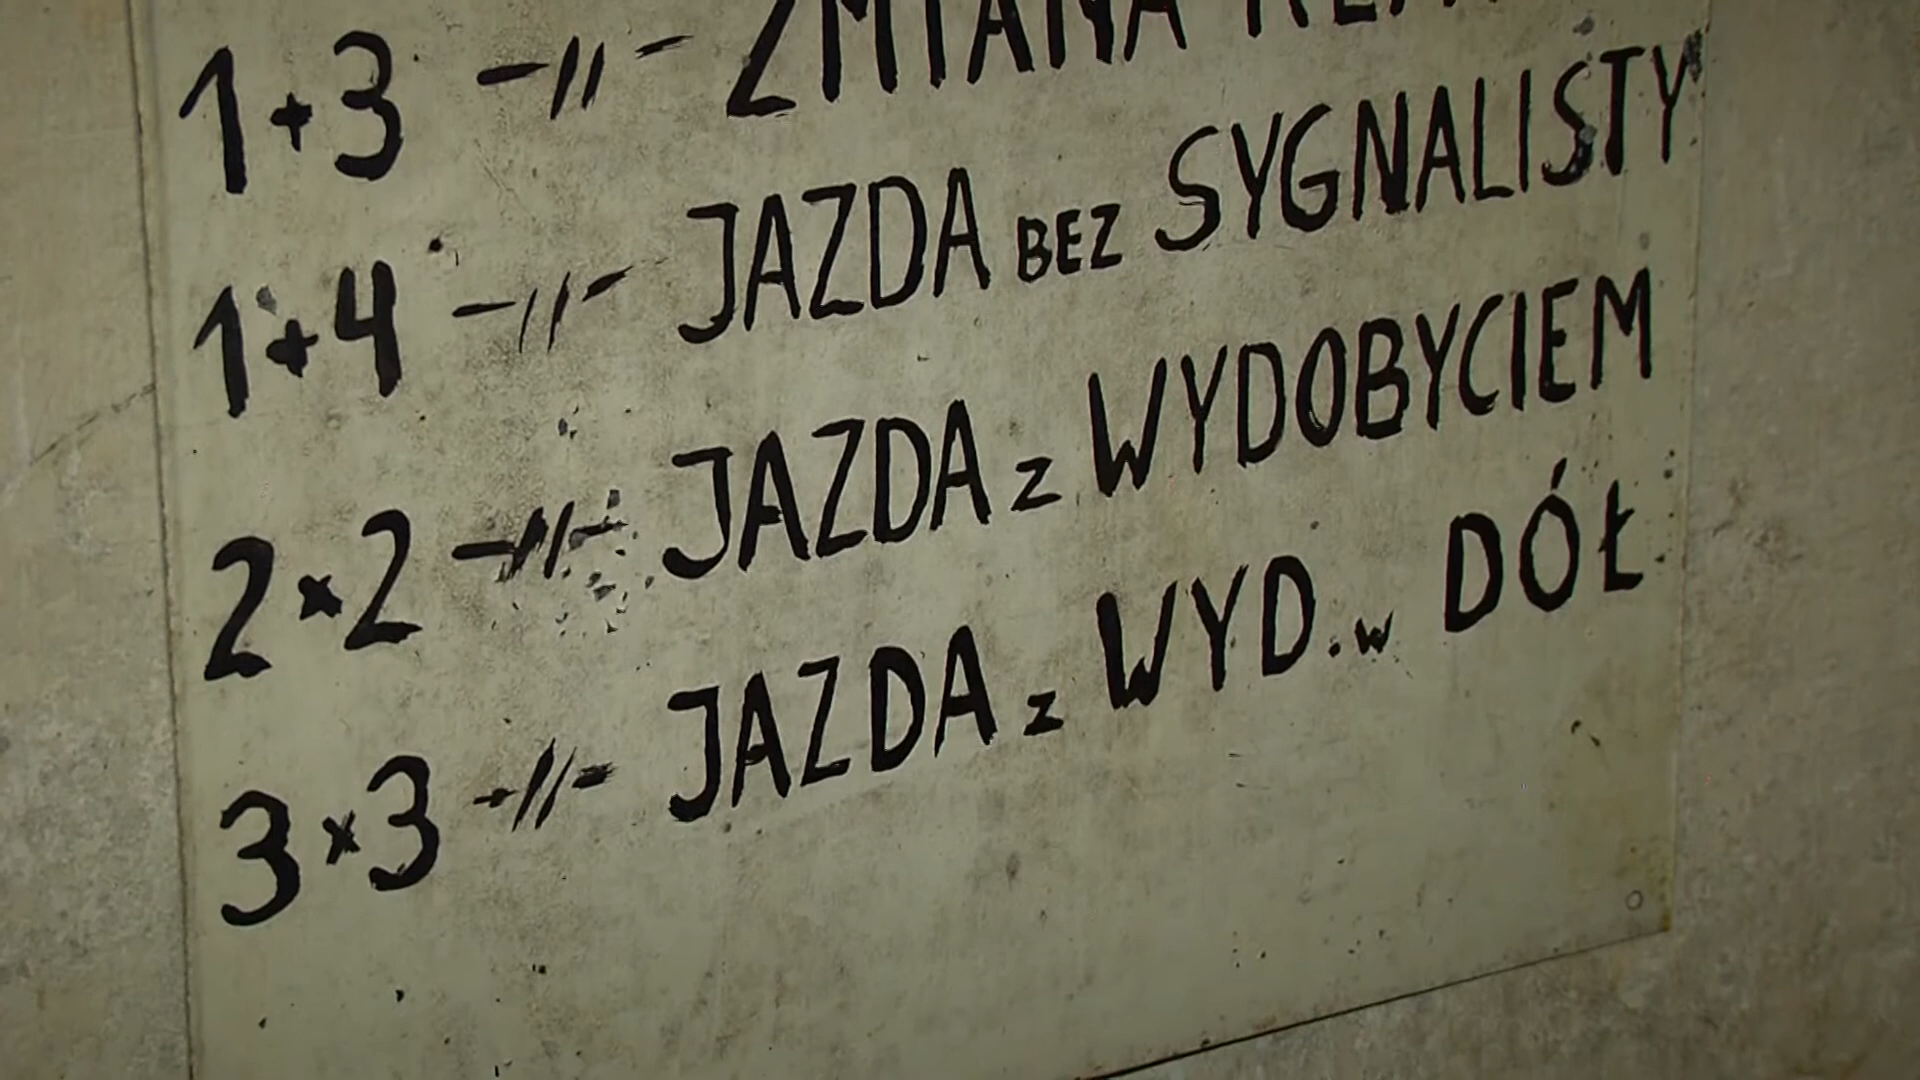 1+3 -//- ZMIANA
1+4 -//- JAZDA BEZ SYGNALISTY
2×2 -//- JAZDA z WYDOBYCIEM
3×3 -//- JAZDA z WYD. w DÓŁ